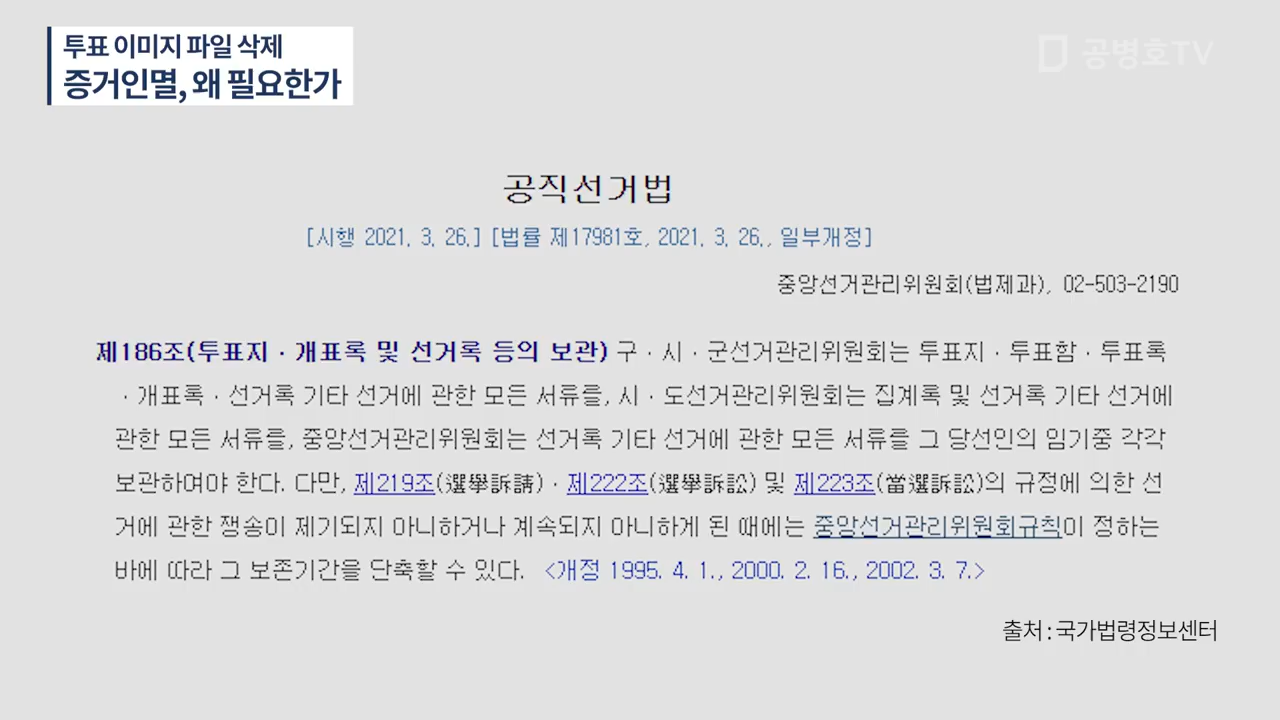 투표 이미지 파일 삭제
증거인멸, 왜 필요한가
공병호TV
공직선거법
[시행 2021. 3. 26.] [법률 제17981호, 2021. 3. 26., 일부개정]
중앙선거관리위원회(법제과), 02-503-2190
제186조(투표지ㆍ개표록 및 선거록 등의 보관) 구ㆍ시ㆍ군선거관리위원회는 투표지ㆍ투표함ㆍ투표록
ㆍ개표록ㆍ선거록 기타 선거에 관한 모든 서류를, 시ㆍ도선거관리위원회는 집계록 및 선거록 기타 선거에
관한 모든 서류를, 중앙선거관리위원회는 선거록 기타 선거에 관한 모든 서류를 그 당선인의 임기중 각각
보관하여야 한다. 다만, 제219조(選擧訴請)ㆍ제222조(選擧訴訟) 및 제223조(當選訴訟)의 규정에 의한 선
거에 관한 쟁송이 제기되지 아니하거나 계속되지 아니하게 된 때에는 중앙선거관리위원회규칙이 정하는
바에 따라 그 보존기간을 단축할 수 있다. <개정 1995. 4. 1., 2000. 2. 16., 2002. 3. 7.>
출처 : 국가법령정보센터